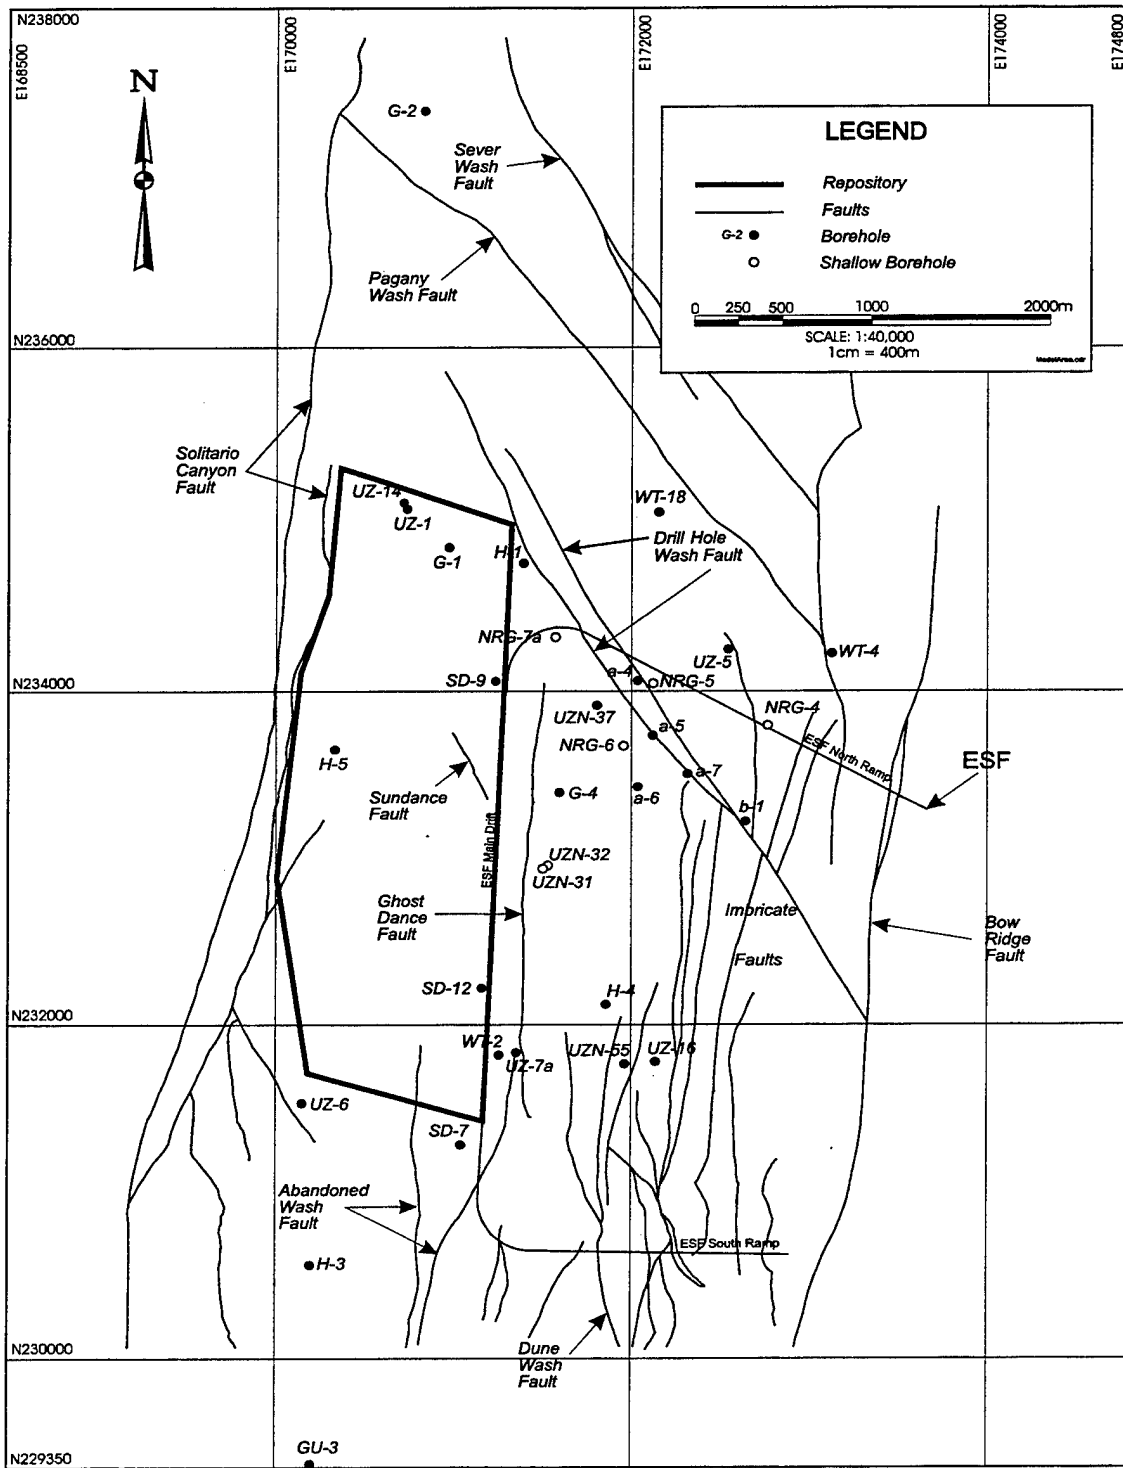 N238000
E168500
E170000
E172000
E174000
E174800
N
G-2
Sever
Wash
Fault
Pagany
Wash Fault
LEGEND
Repository
Faults
G-2
Borehole
Shallow Borehole
0 250 500 1000 2000m
SCALE: 1:40,000
1cm = 400m
ModelArea.cdr
N236000
Solitario
Canyon
Fault
UZ-14
UZ-1
WT-18
G-1
H-1
Drill Hole
Wash Fault
NRG-7a
UZ-5
WT-4
SD-9
a-4
NRG-5
N234000
UZN-37
NRG-4
a-5
NRG-6
ESF North Ramp
ESF
H-5
a-7
Sundance
Fault
G-4
a-6
b-1
ESF Main Drift
UZN-32
UZN-31
Ghost
Dance
Fault
Imbricate
Faults
Bow
Ridge
Fault
SD-12
H-4
N232000
WT-2
UZ-7a
UZN-55
UZ-16
UZ-6
SD-7
Abandoned
Wash
Fault
ESF South Ramp
H-3
Dune
Wash
Fault
N230000
GU-3
N229350